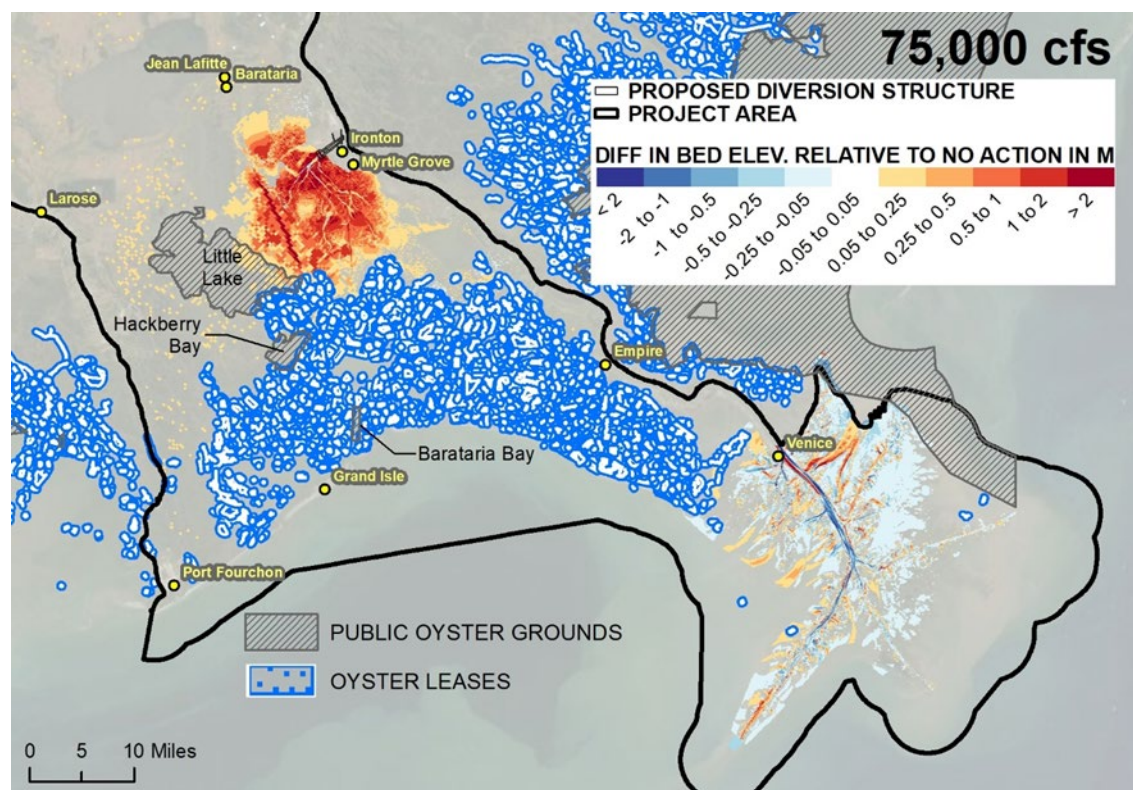 75,000 cfs
PROPOSED DIVERSION STRUCTURE
PROJECT AREA
DIFF IN BED ELEV. RELATIVE TO NO ACTION IN M
< 2
-2 to -1
-1 to -0.5
-0.5 to -0.25
-0.25 to -0.05
-0.05 to 0.05
0.05 to 0.25
0.25 to 0.5
0.5 to 1
1 to 2
> 2
Jean Lafitte
Barataria
Ironton
Myrtle Grove
Larose
Little
Lake
Hackberry
Bay
Empire
Barataria Bay
Venice
Grand Isle
Port Fourchon
PUBLIC OYSTER GROUNDS
OYSTER LEASES
0 5 10 Miles